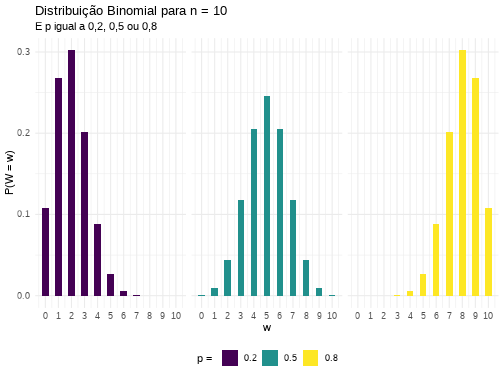 Distribuição Binomial para n = 10
E p igual a 0,2, 0,5 ou 0,8
P(W = w)
0.3
0.2
0.1
0.0
0 1 2 3 4 5 6 7 8 9 10 0 1 2 3 4 5 6 7 8 9 10 0 1 2 3 4 5 6 7 8 9 10
w
p = 0.2 0.5 0.8